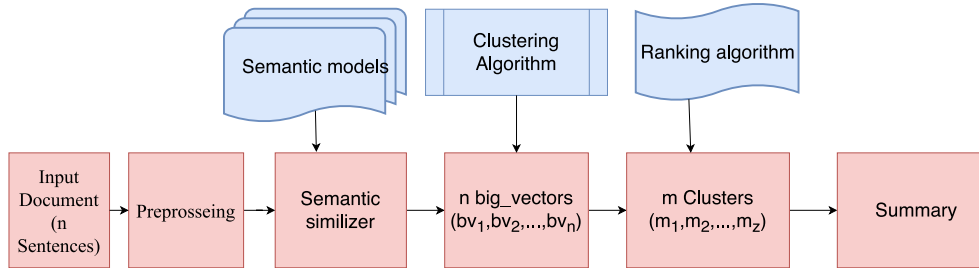 Semantic models
Clustering
Algorithm
Ranking algorithm
Input
Document
(n
Sentences)
Preprosseing
Semantic
similizer
n big_vectors
(bv₁,bv₂,...,bvₙ)
m Clusters
(m₁,m₂,...,m_z)
Summary